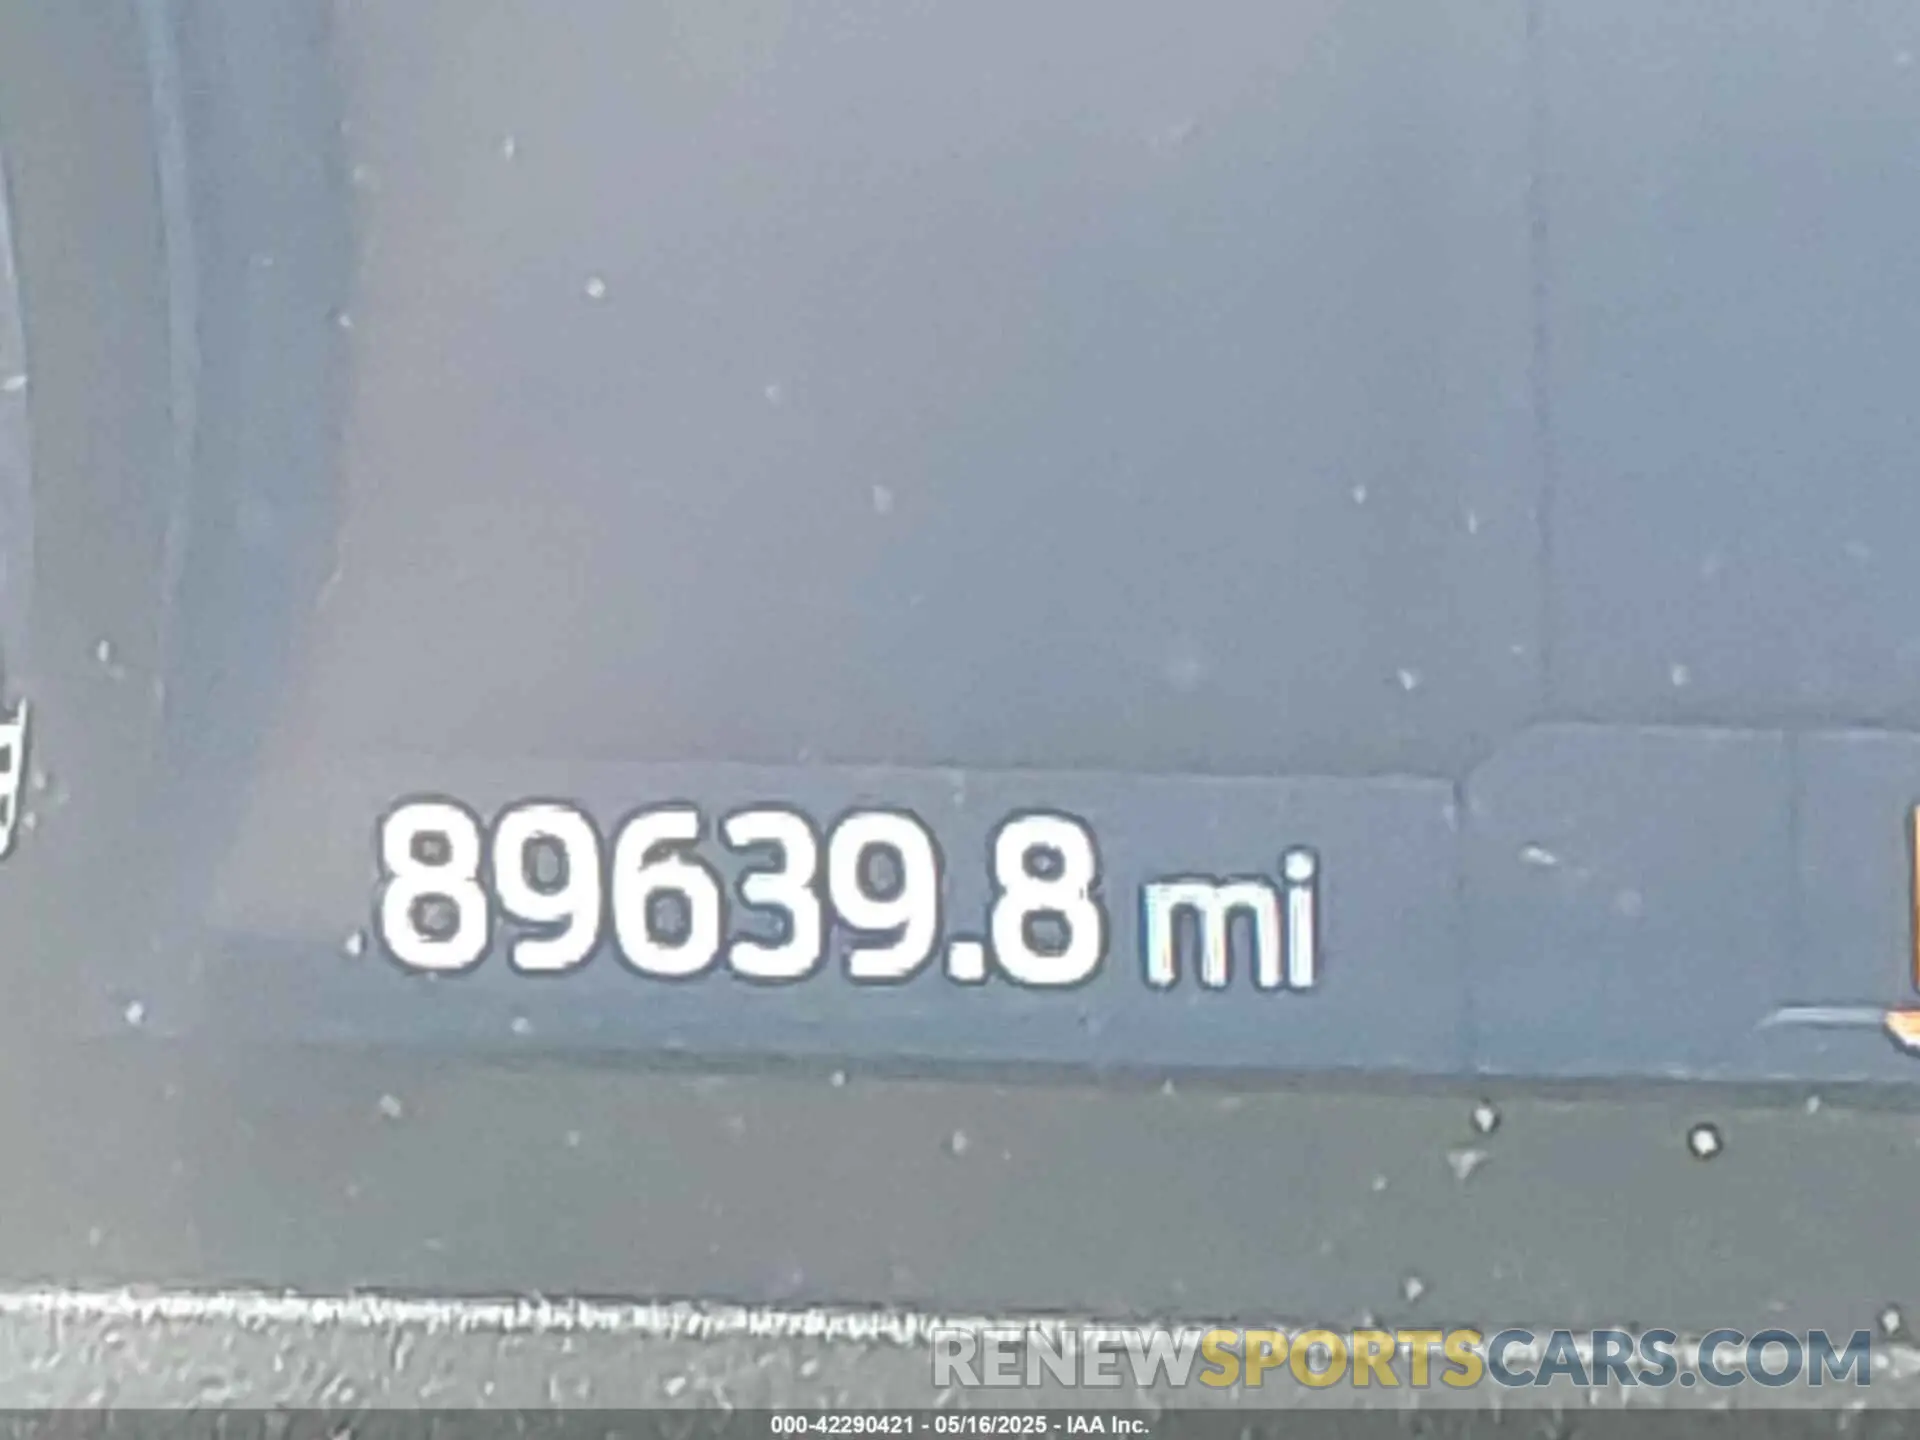 89639.8 mi
RENEWSPORTSCARS.COM
000-42290421 - 05/16/2025 - IAA Inc.